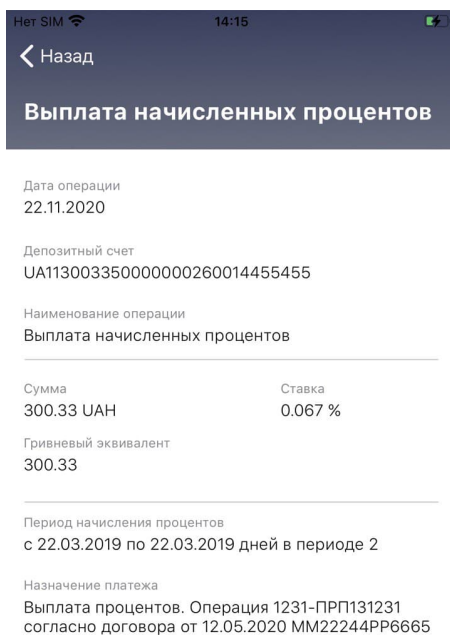 Нет SIM 14:15
Назад
Выплата начисленных процентов
Дата операции
22.11.2020
Депозитный счет
UA113003350000000260014455455
Наименование операции
Выплата начисленных процентов
Сумма Ставка
300.33 UAH 0.067 %
Гривневый эквивалент
300.33
Период начисления процентов
с 22.03.2019 по 22.03.2019 дней в периоде 2
Назначение платежа
Выплата процентов. Операция 1231-ПРП131231
согласно договора от 12.05.2020 ММ22244РР6665